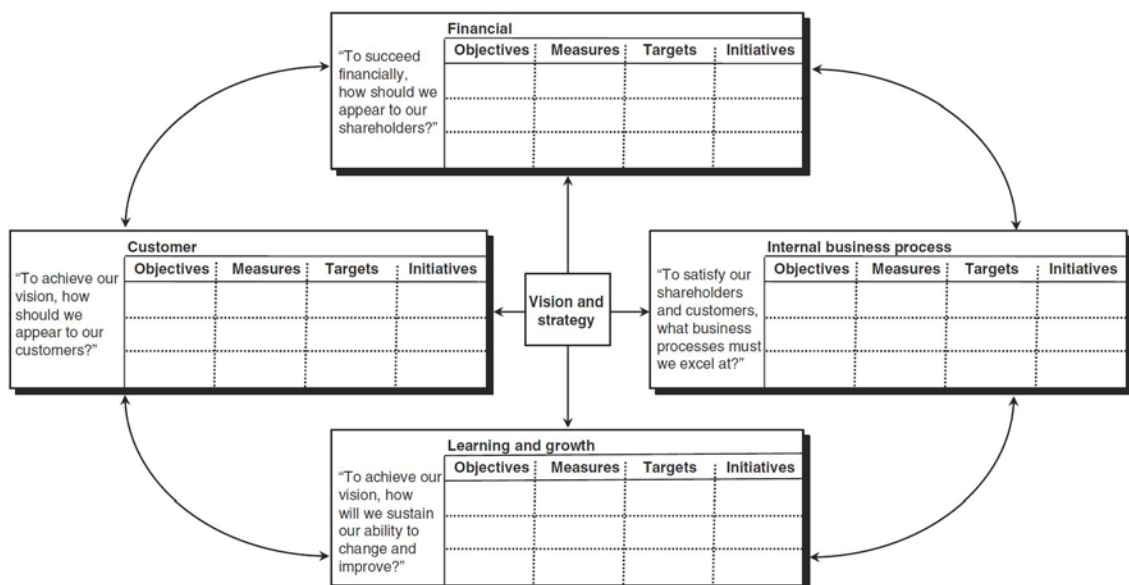 Financial
Objectives Measures Targets Initiatives
“To succeed
financially,
how should we
appear to our
shareholders?”
Customer
Objectives Measures Targets Initiatives
“To achieve our
vision, how
should we
appear to our
customers?”
Vision and
strategy
Internal business process
Objectives Measures Targets Initiatives
“To satisfy our
shareholders
and customers,
what business
processes must
we excel at?”
Learning and growth
Objectives Measures Targets Initiatives
“To achieve our
vision, how
will we sustain
our ability to
change and
improve?”